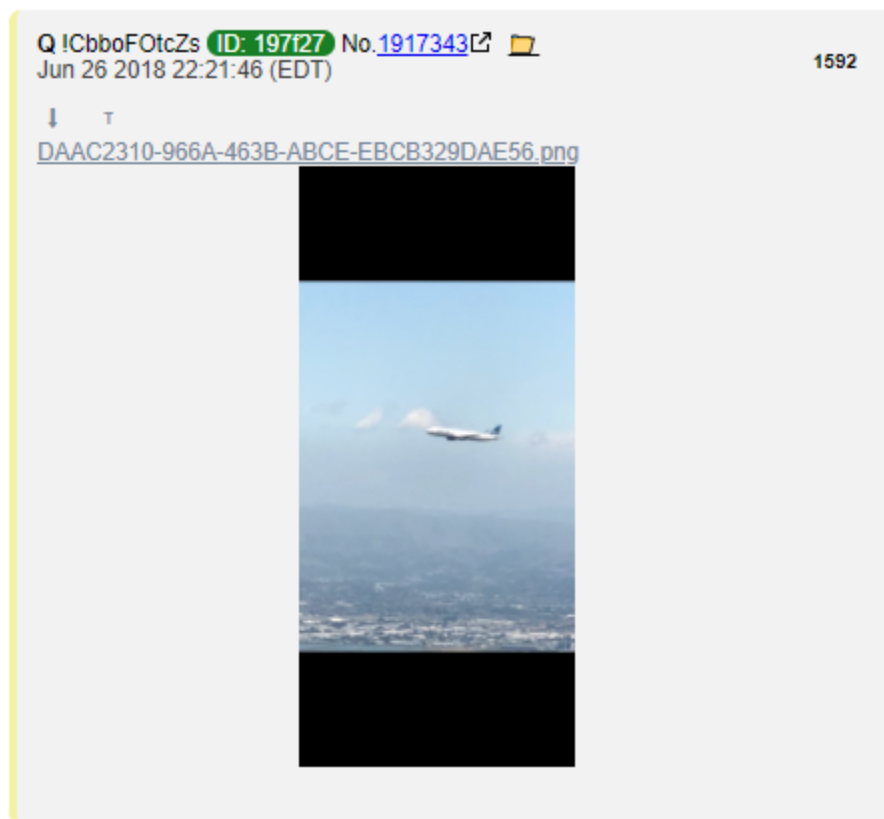 Q !CbboFOtcZs ID: 197f27 No.1917343
Jun 26 2018 22:21:46 (EDT)
1592
T
DAAC2310-966A-463B-ABCE-EBCB329DAE56.png